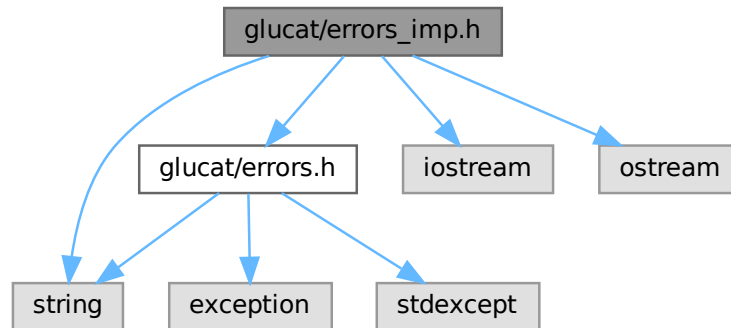 glucat/errors_imp.h
glucat/errors.h
iostream
ostream
string
exception
stdexcept